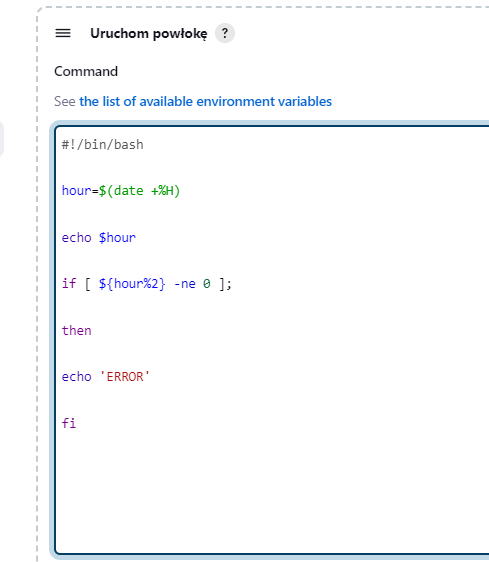 Uruchom powłokę ?
Command
See the list of available environment variables
#!/bin/bash
hour=$(date +%H)
echo $hour
if [ ${hour%2} -ne 0 ];
then
echo 'ERROR'
fi